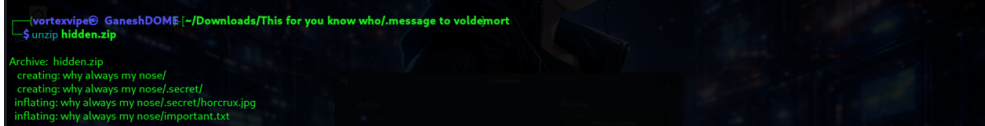 ┌──(vortexvipe㉿ GaneshDOME)-[~/Downloads/This for you know who/.message to voldemort]
└─$ unzip hidden.zip
Archive: hidden.zip
creating: why always my nose/
creating: why always my nose/.secret/
inflating: why always my nose/.secret/horcrux.jpg
inflating: why always my nose/important.txt